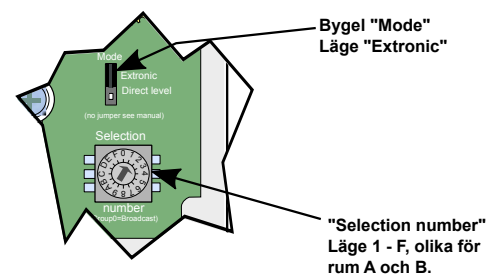 Bygel "Mode"
Läge "Extronic"
Mode
Extronic
Direct level
(no jumper see manual)
Selection
number
oup0=Broadcast)
"Selection number"
Läge 1 - F, olika för
rum A och B.